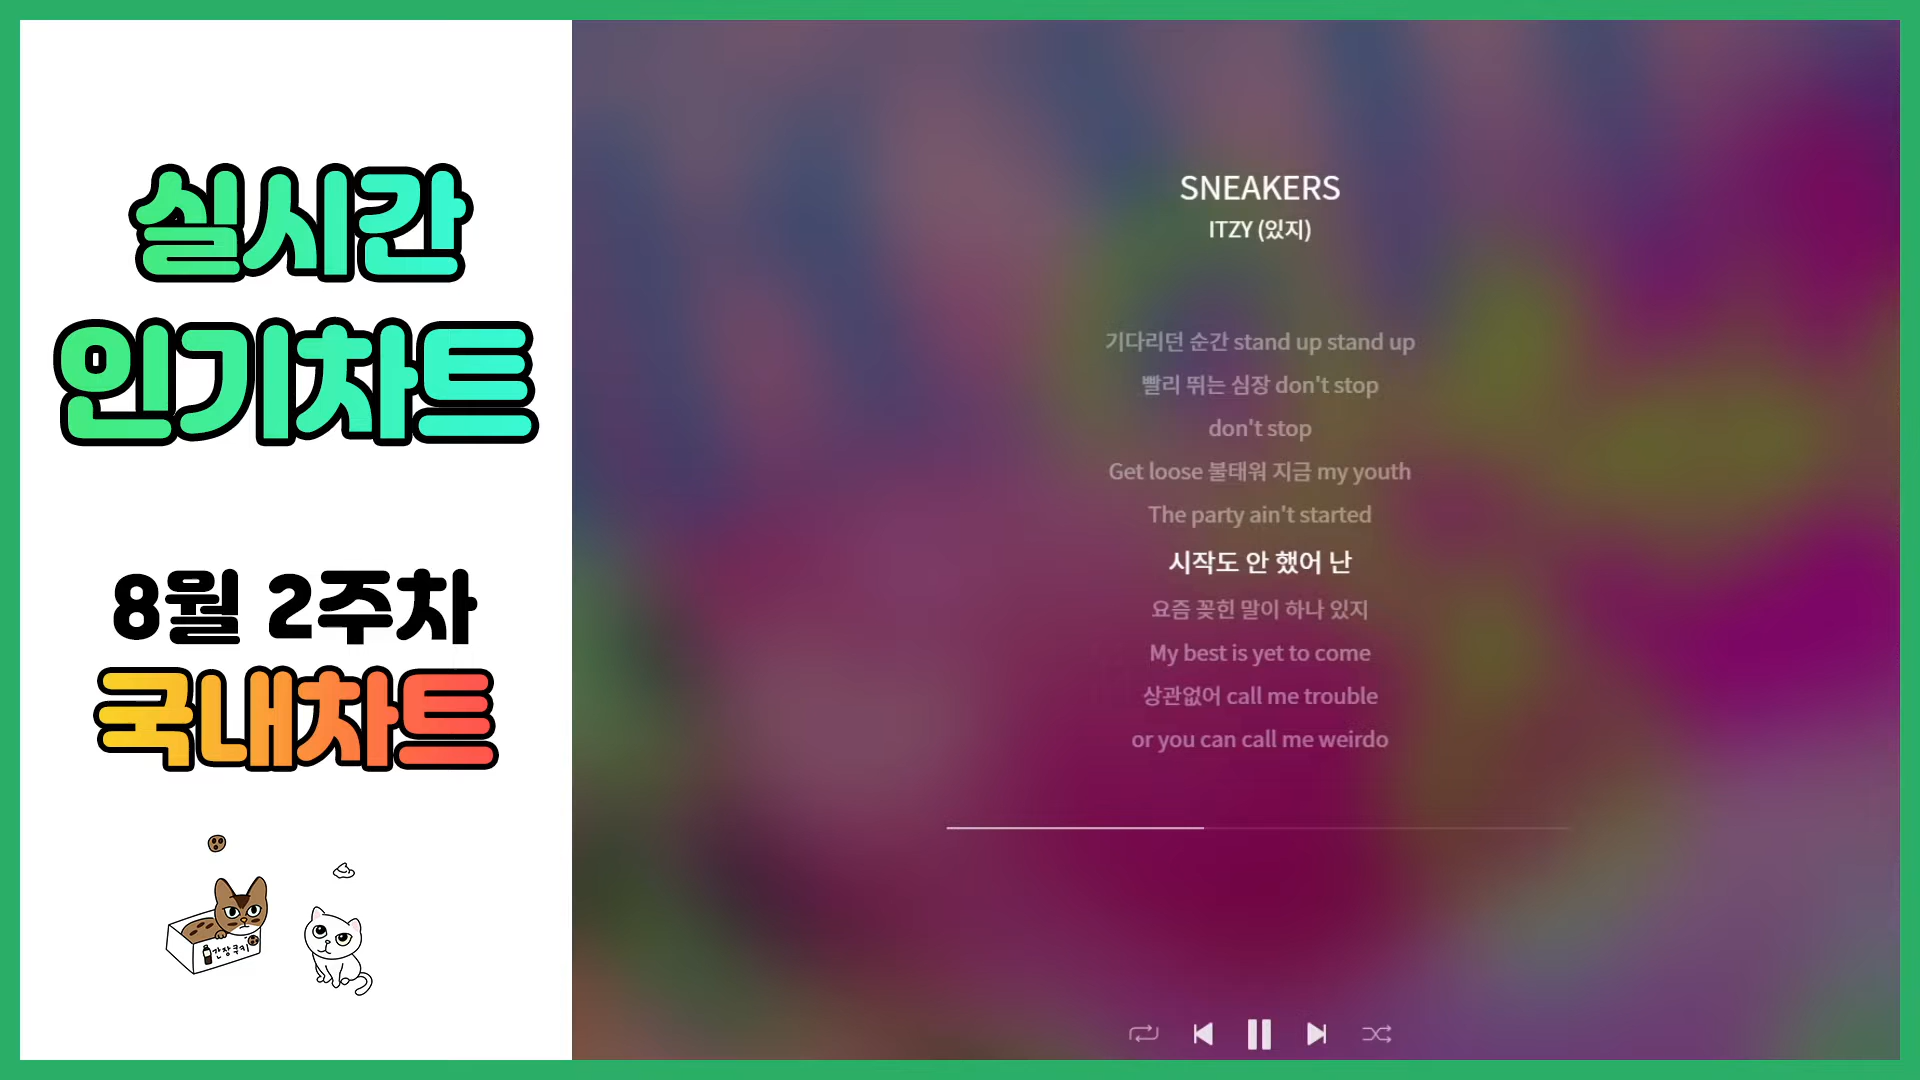 실시간
인기차트
8월 2주차
국내차트
간장쿠키
SNEAKERS
ITZY (있지)
기다리던 순간 stand up stand up
빨리 뛰는 심장 don't stop
don't stop
Get loose 불태워 지금 my youth
The party ain't started
시작도 안 했어 난
요즘 꽂힌 말이 하나 있지
My best is yet to come
상관없어 call me trouble
or you can call me weirdo